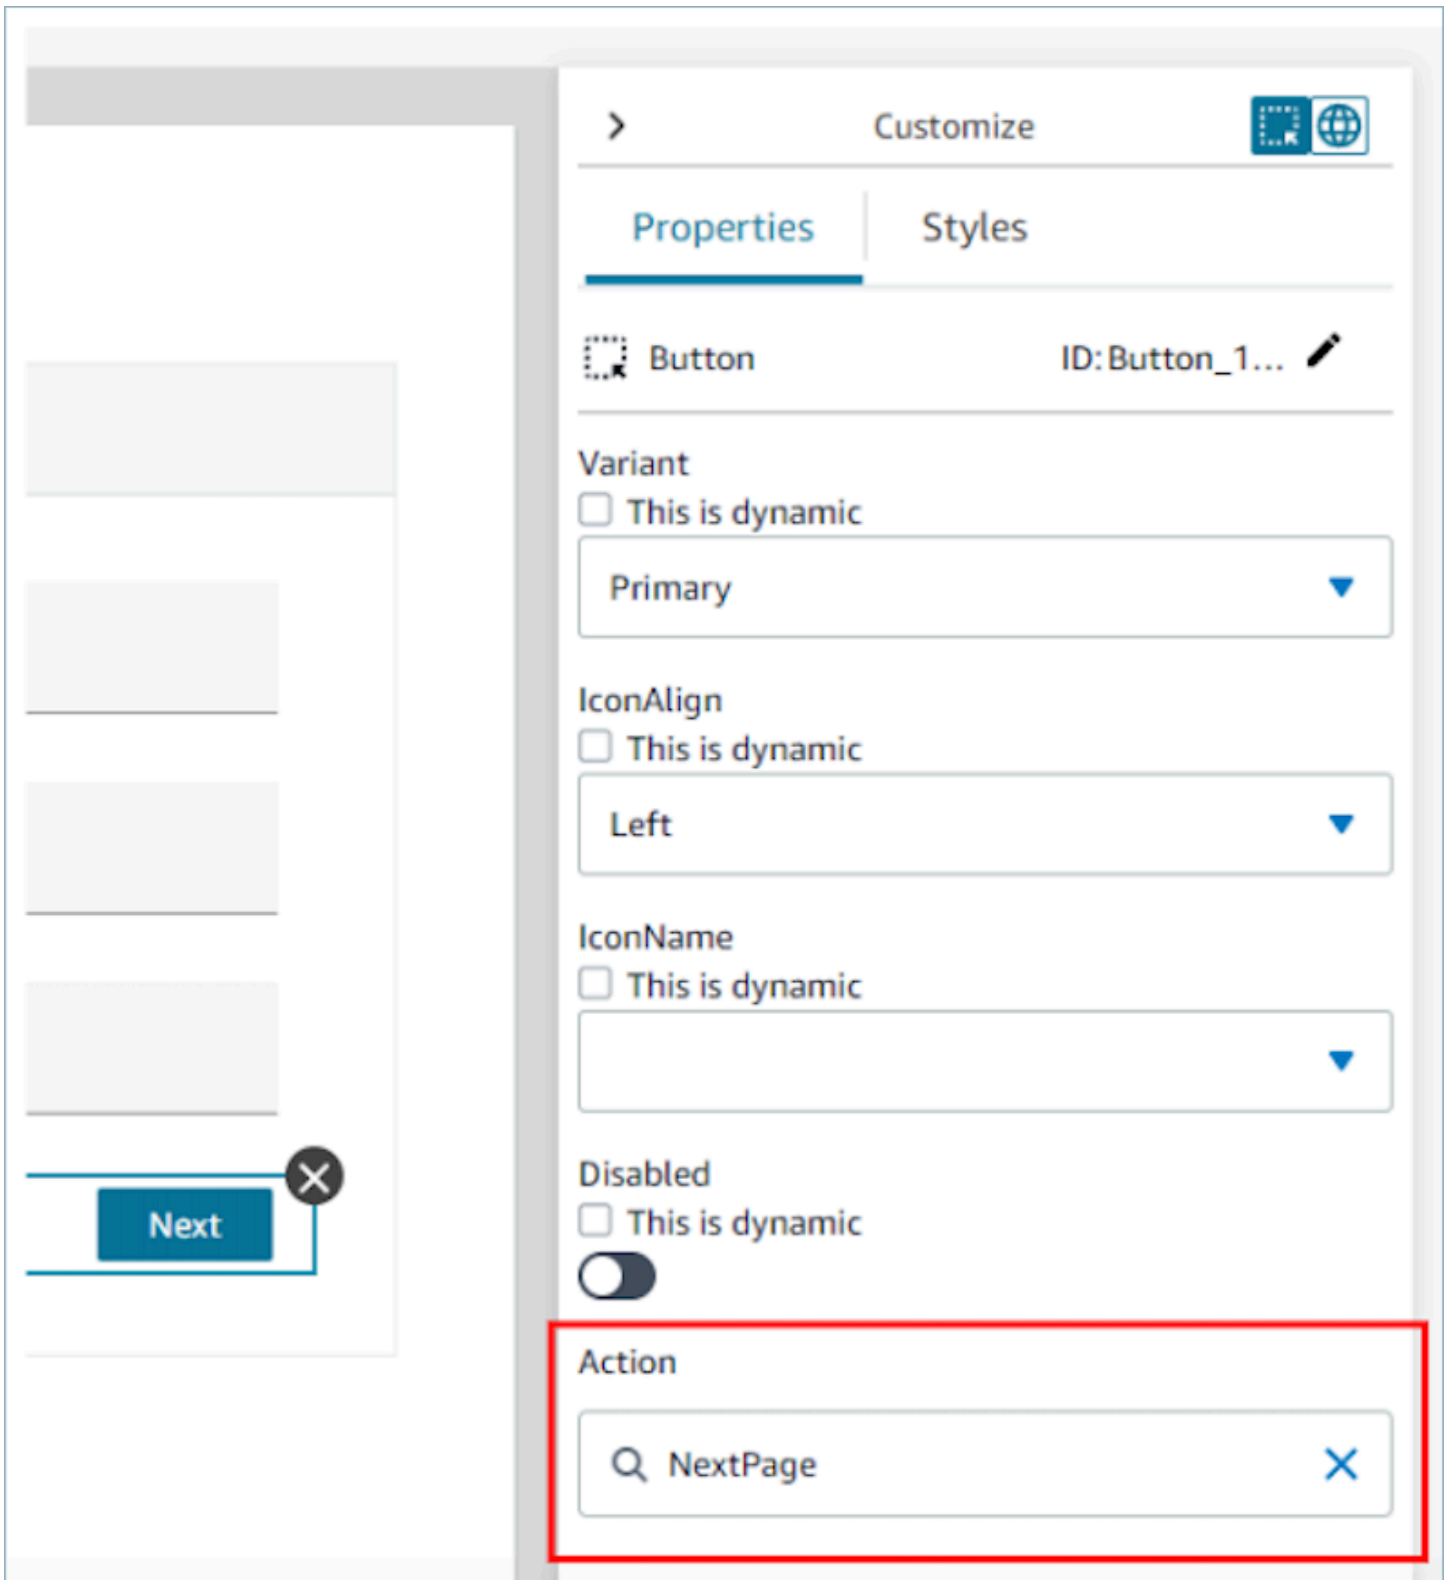 Customize
Properties
Styles
Button
ID: Button_1...
Variant
This is dynamic
Primary
IconAlign
This is dynamic
Left
IconName
This is dynamic
Disabled
This is dynamic
Next
Action
NextPage